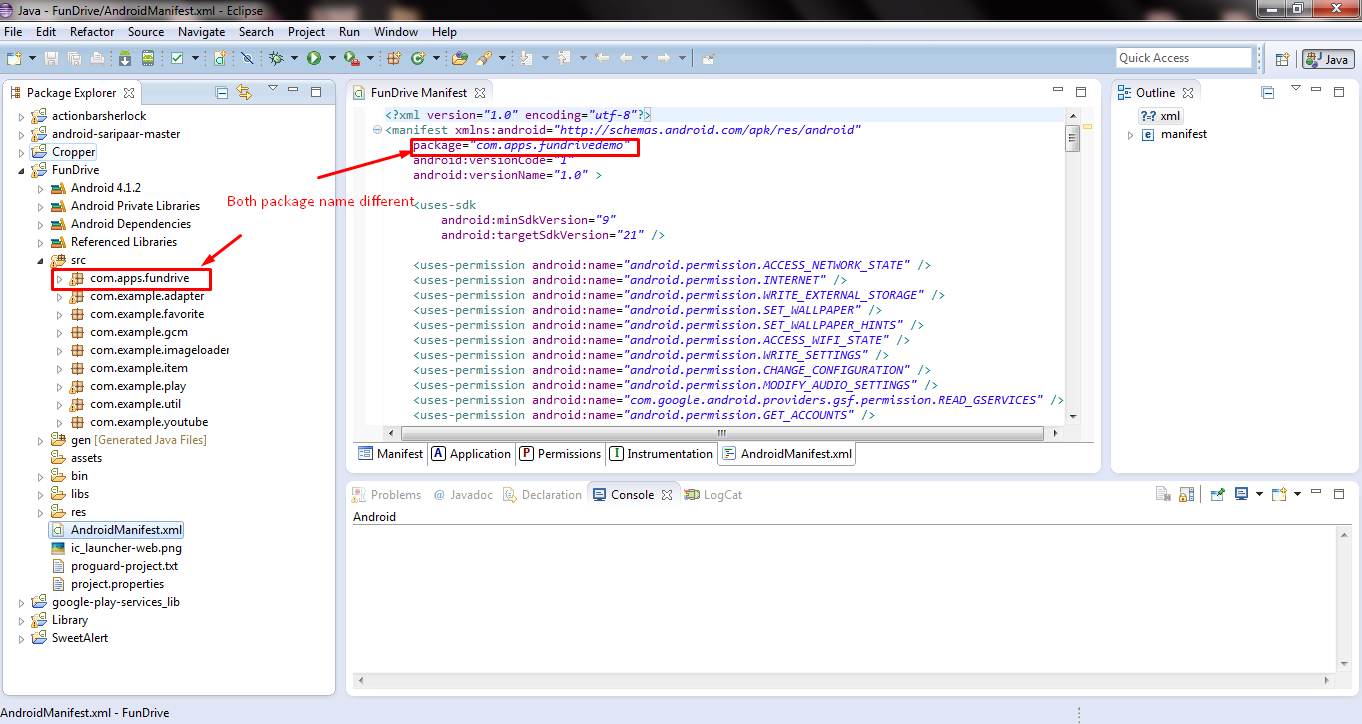 Java - FunDrive/AndroidManifest.xml - Eclipse
File Edit Refactor Source Navigate Search Project Run Window Help
Quick Access
Java
Package Explorer
actionbarsherlock
android-saripaar-master
Cropper
FunDrive
Android 4.1.2
Android Private Libraries
Android Dependencies
Referenced Libraries
src
com.apps.fundrive
com.example.adapter
com.example.favorite
com.example.gcm
com.example.imageloader
com.example.item
com.example.play
com.example.util
com.example.youtube
gen [Generated Java Files]
assets
bin
libs
res
AndroidManifest.xml
ic_launcher-web.png
proguard-project.txt
project.properties
google-play-services_lib
Library
SweetAlert
Both package name different
FunDrive Manifest
<?xml version="1.0" encoding="utf-8"?>
<manifest xmlns:android="http://schemas.android.com/apk/res/android"
package="com.apps.fundrivedemo"
android:versionCode="1"
android:versionName="1.0" >
<uses-sdk
android:minSdkVersion="9"
android:targetSdkVersion="21" />
<uses-permission android:name="android.permission.ACCESS_NETWORK_STATE" />
<uses-permission android:name="android.permission.INTERNET" />
<uses-permission android:name="android.permission.WRITE_EXTERNAL_STORAGE" />
<uses-permission android:name="android.permission.SET_WALLPAPER" />
<uses-permission android:name="android.permission.SET_WALLPAPER_HINTS" />
<uses-permission android:name="android.permission.ACCESS_WIFI_STATE" />
<uses-permission android:name="android.permission.WRITE_SETTINGS" />
<uses-permission android:name="android.permission.CHANGE_CONFIGURATION" />
<uses-permission android:name="android.permission.MODIFY_AUDIO_SETTINGS" />
<uses-permission android:name="com.google.android.providers.gsf.permission.READ_GSERVICES" />
<uses-permission android:name="android.permission.GET_ACCOUNTS" />
Manifest A Application P Permissions I Instrumentation AndroidManifest.xml
Outline
?=? xml
e manifest
Problems @ Javadoc Declaration Console LogCat
Android
AndroidManifest.xml - FunDrive